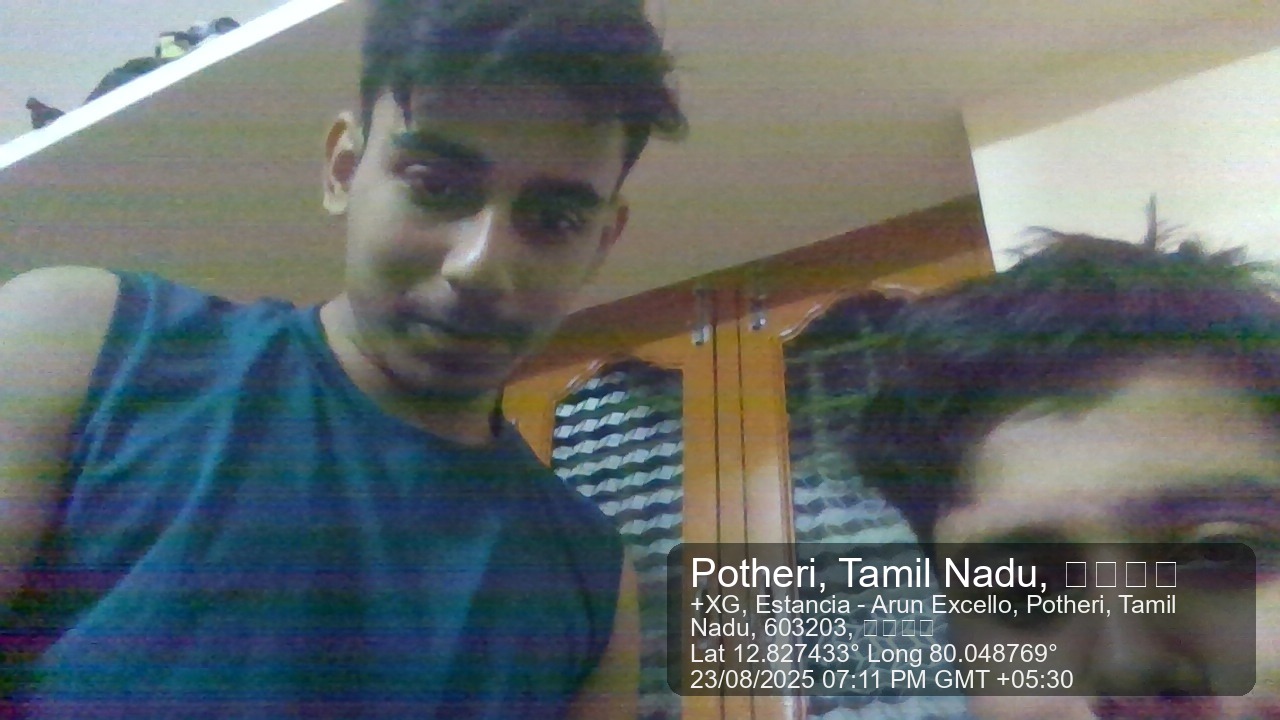 Potheri, Tamil Nadu, □□□□
+XG, Estancia - Arun Excello, Potheri, Tamil
Nadu, 603203, □□□□
Lat 12.827433° Long 80.048769°
23/08/2025 07:11 PM GMT +05:30